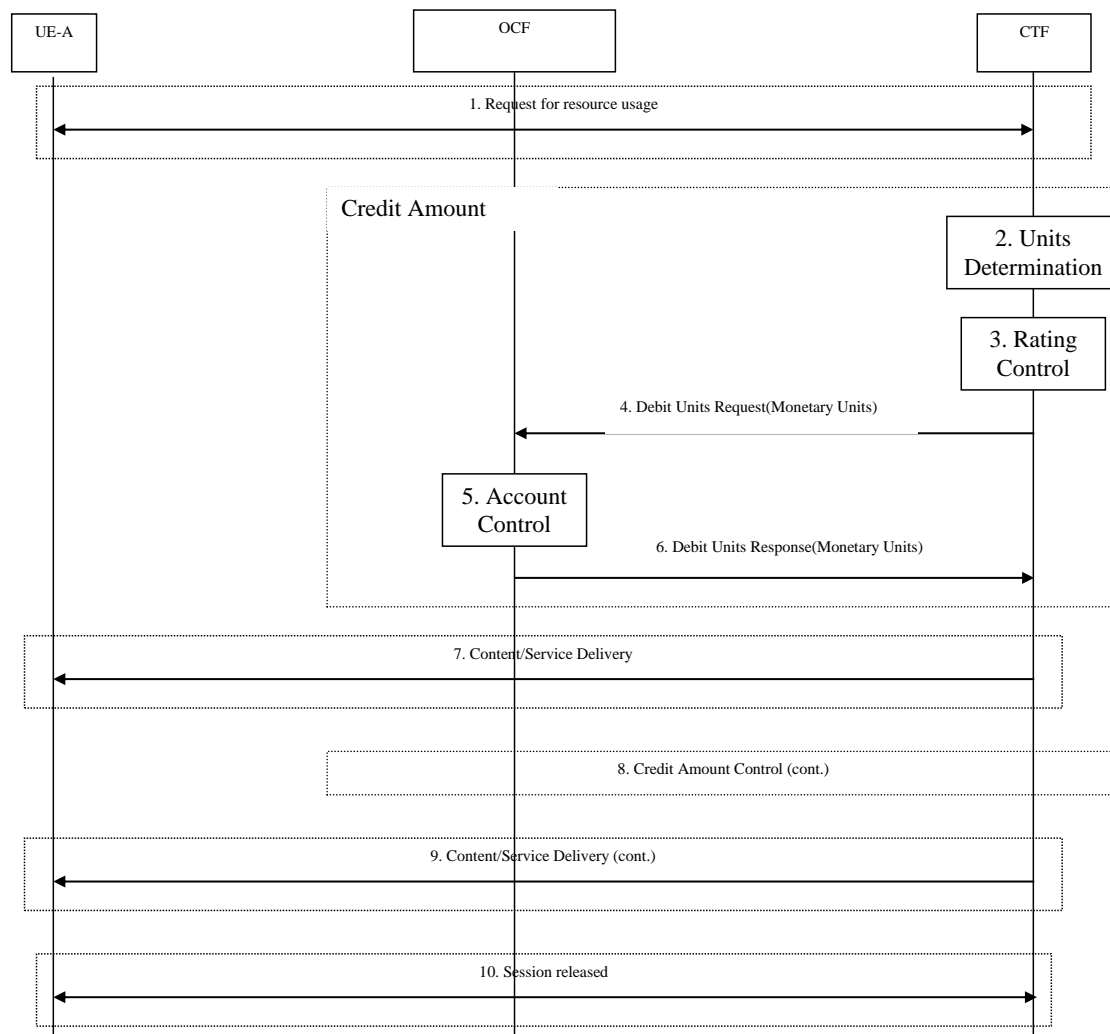 UE-A
OCF
CTF
1. Request for resource usage
Credit Amount
2. Units
Determination
3. Rating
Control
4. Debit Units Request(Monetary Units)
5. Account
Control
6. Debit Units Response(Monetary Units)
7. Content/Service Delivery
8. Credit Amount Control (cont.)
9. Content/Service Delivery (cont.)
10. Session released